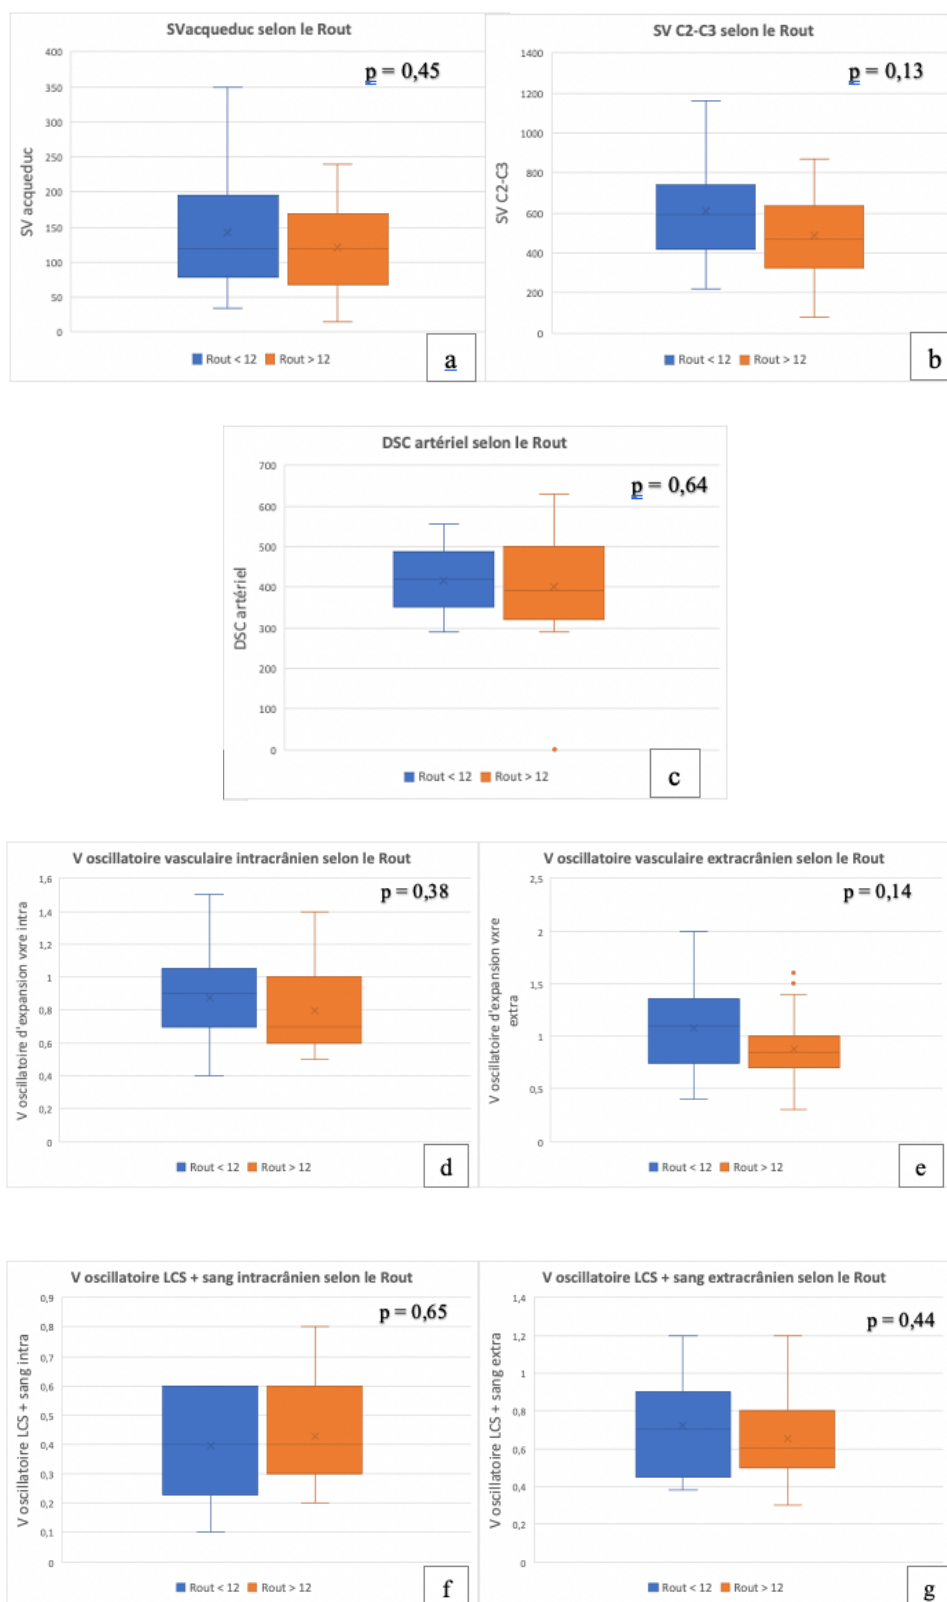 SVacqueduc selon le Rout
p = 0,45
400
350
300
250
200
150
100
50
0
SV acqueduc
Rout < 12 Rout > 12
a
SV C2-C3 selon le Rout
p = 0,13
1400
1200
1000
800
600
400
200
0
SV C2-C3
Rout < 12 Rout > 12
b
DSC artériel selon le Rout
p = 0,64
700
600
500
400
300
200
100
0
DSC artériel
Rout < 12 Rout > 12
c
V oscillatoire vasculaire intracrânien selon le Rout
p = 0,38
1,6
1,4
1,2
1
0,8
0,6
0,4
0,2
0
V oscillatoire d'expansion vxre intra
Rout < 12 Rout > 12
d
V oscillatoire vasculaire extracrânien selon le Rout
p = 0,14
2,5
2
1,5
1
0,5
0
V oscillatoire d'expansion vxre
extra
Rout < 12 Rout > 12
e
V oscillatoire LCS + sang intracrânien selon le Rout
p = 0,65
0,9
0,8
0,7
0,6
0,5
0,4
0,3
0,2
0,1
0
V oscillatoire LCS + sang intra
Rout < 12 Rout > 12
f
V oscillatoire LCS + sang extracrânien selon le Rout
p = 0,44
1,4
1,2
1
0,8
0,6
0,4
0,2
0
V oscillatoire LCS + sang extra
Rout < 12 Rout > 12
g